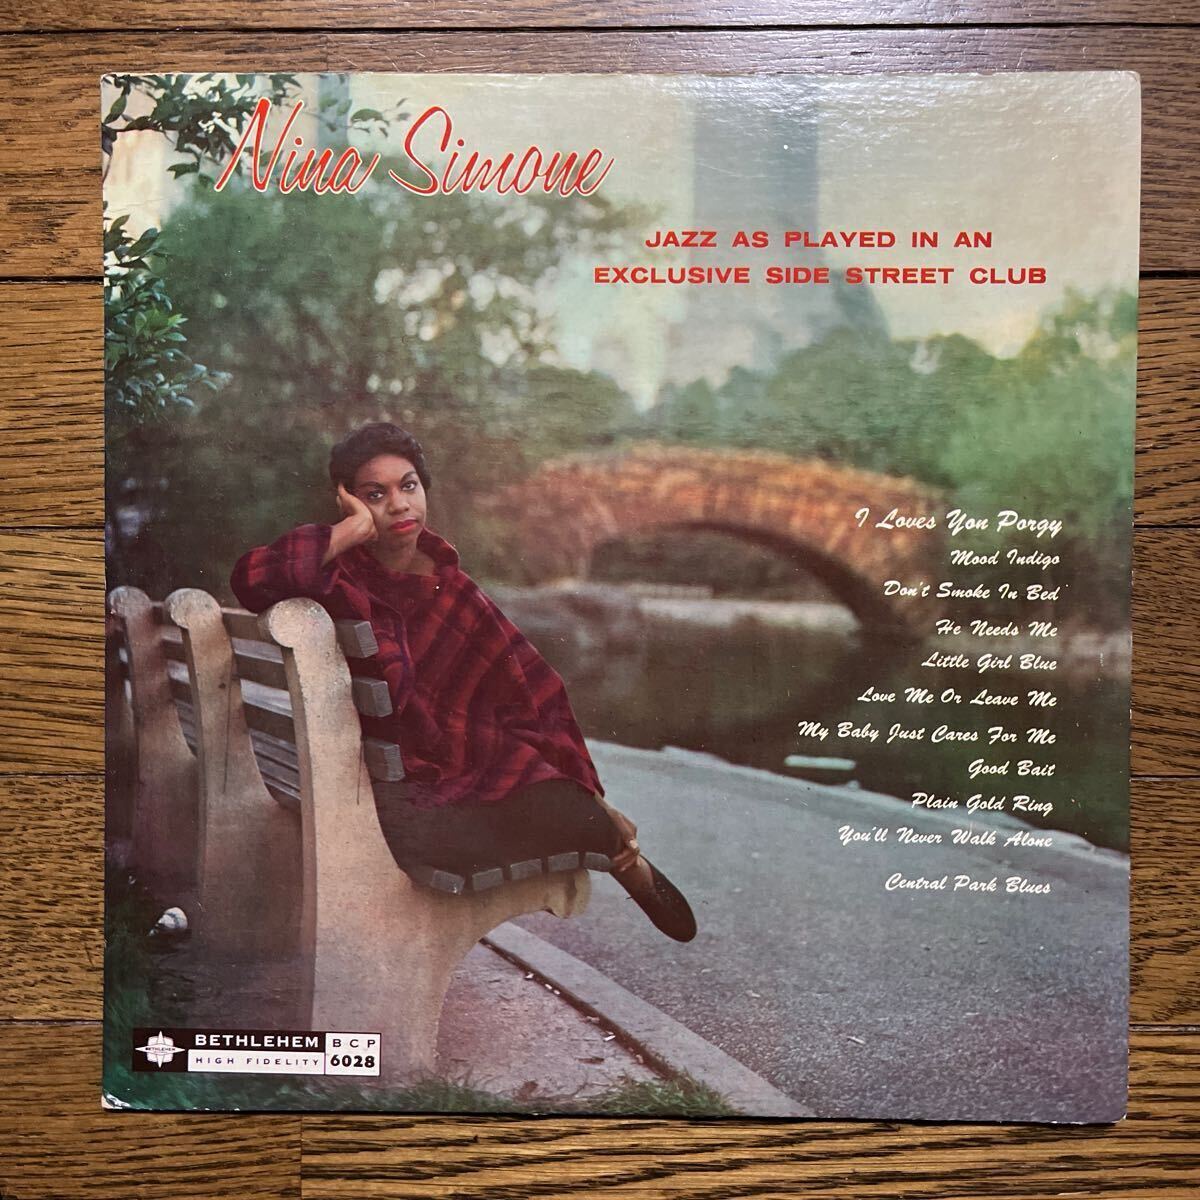 Nina Simone
JAZZ AS PLAYED IN AN
EXCLUSIVE SIDE STREET CLUB
I Loves You Porgy
Mood Indigo
Don't Smoke In Bed
He Needs Me
Little Girl Blue
Love Me Or Leave Me
My Baby Just Cares For Me
Good Bait
Plain Gold Ring
You'll Never Walk Alone
Central Park Blues
BETHLEHEM
BETHLEHEM
HIGH FIDELITY
BCP
6028